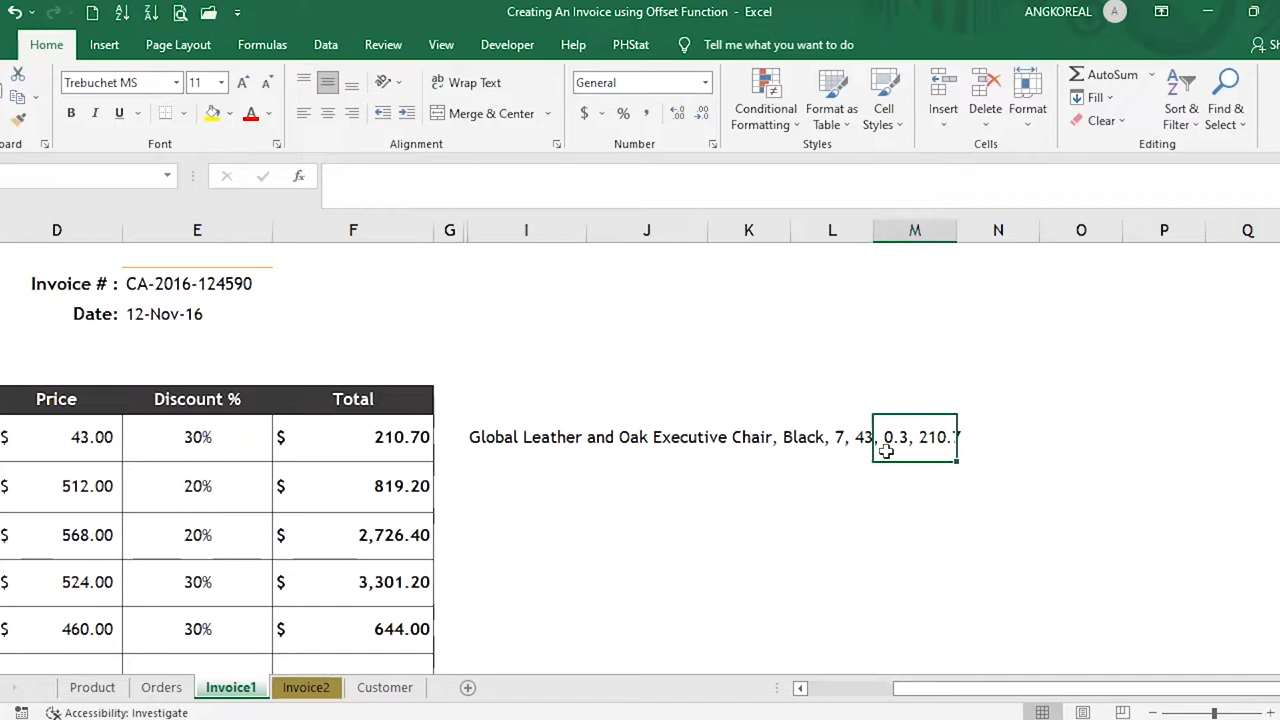 Creating An Invoice using Offset Function - Excel
ANGKOREAL
A
Home Insert Page Layout Formulas Data Review View Developer Help PHStat Tell me what you want to do
Trebuchet MS 11 A A Wrap Text General Conditional Format as Cell Insert Delete Format AutoSum Sort & Find &
Formatting Table Styles Fill Filter Select
B I U A Merge & Center $ % , Clear
Font Alignment Number Styles Cells Editing
fx
D E F G I J K L M N O P Q
Invoice # : CA-2016-124590
Date: 12-Nov-16
Price Discount % Total
$ 43.00 30% $ 210.70 Global Leather and Oak Executive Chair, Black, 7, 43, 0.3, 210.7
$ 512.00 20% $ 819.20
$ 568.00 20% $ 2,726.40
$ 524.00 30% $ 3,301.20
$ 460.00 30% $ 644.00
Product Orders Invoice1 Invoice2 Customer
Accessibility: Investigate